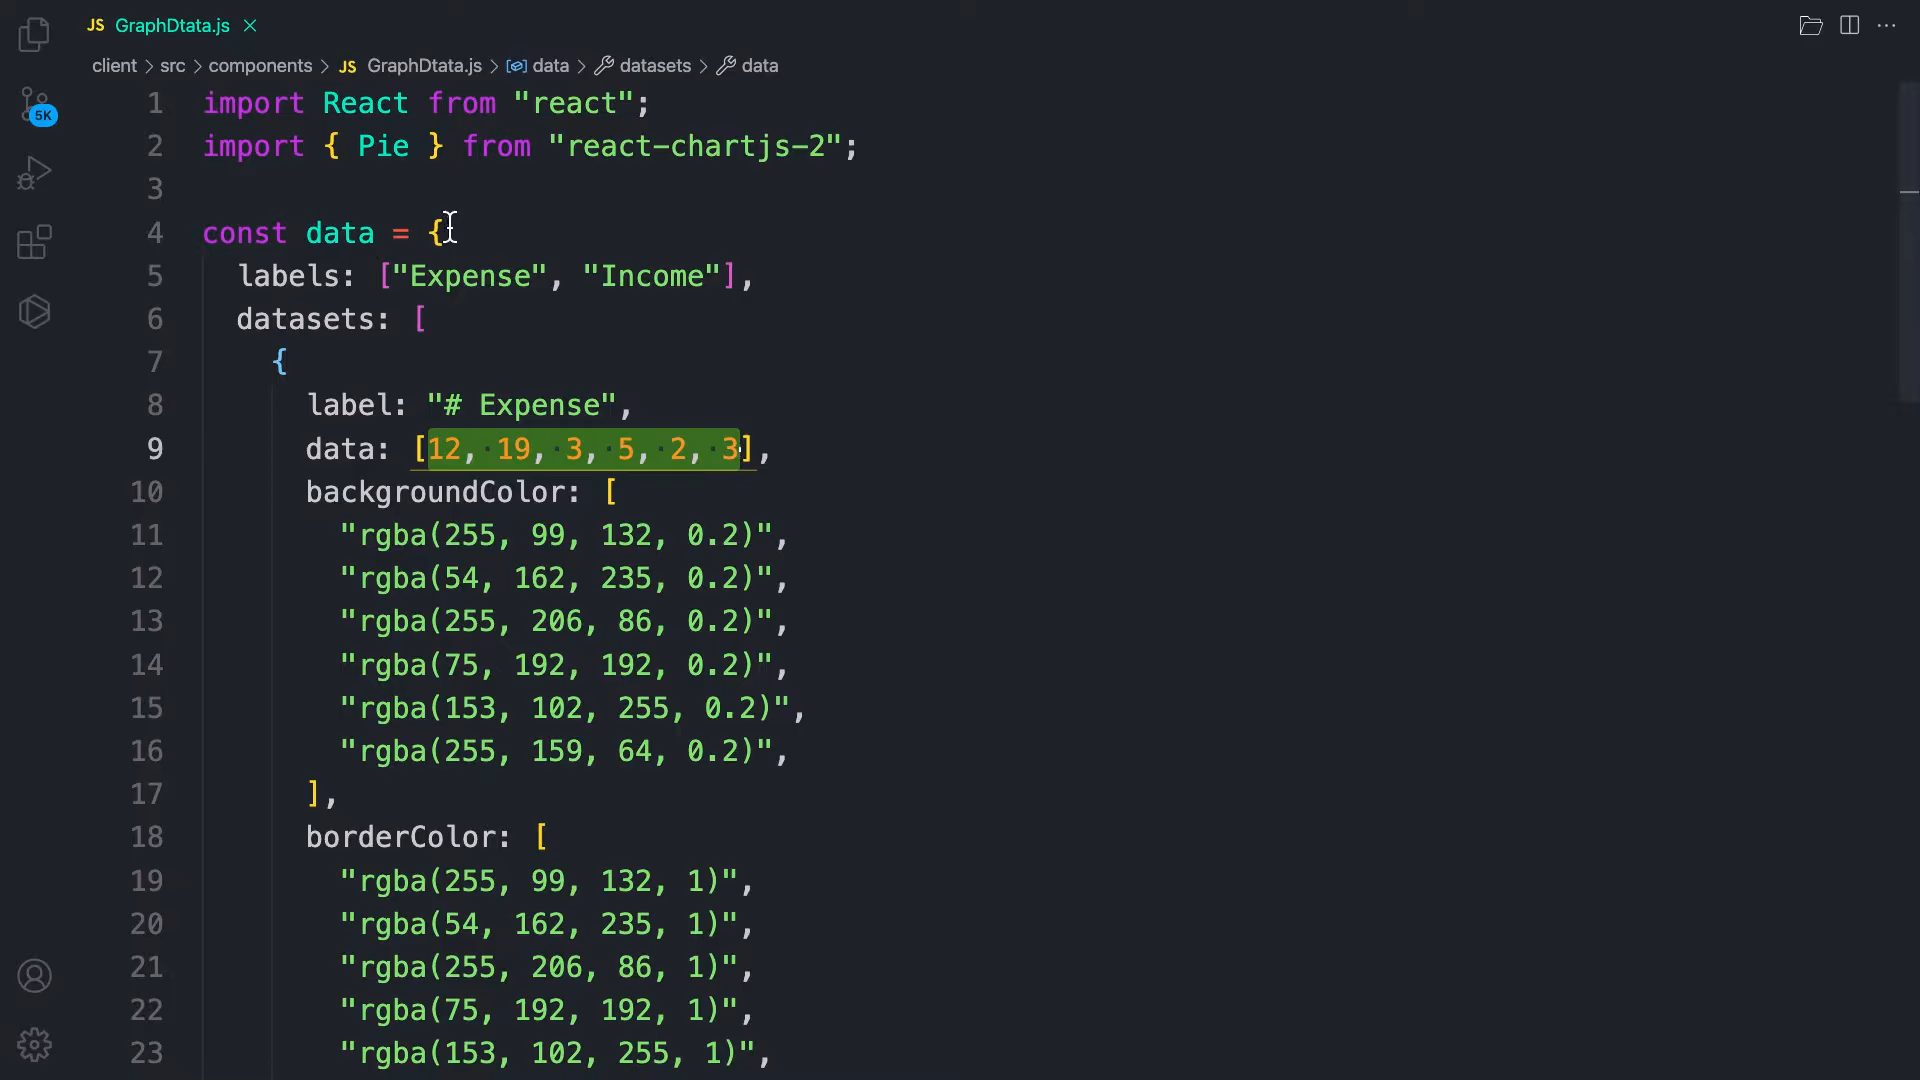 JS GraphDtata.js
client > src > components > JS GraphDtata.js > data > datasets > data
5K
1 import React from "react";
2 import { Pie } from "react-chartjs-2";
3
4 const data = {
5 labels: ["Expense", "Income"],
6 datasets: [
7 {
8 label: "# Expense",
9 data: [12, 19, 3, 5, 2, 3],
10 backgroundColor: [
11 "rgba(255, 99, 132, 0.2)",
12 "rgba(54, 162, 235, 0.2)",
13 "rgba(255, 206, 86, 0.2)",
14 "rgba(75, 192, 192, 0.2)",
15 "rgba(153, 102, 255, 0.2)",
16 "rgba(255, 159, 64, 0.2)",
17 ],
18 borderColor: [
19 "rgba(255, 99, 132, 1)",
20 "rgba(54, 162, 235, 1)",
21 "rgba(255, 206, 86, 1)",
22 "rgba(75, 192, 192, 1)",
23 "rgba(153, 102, 255, 1)",